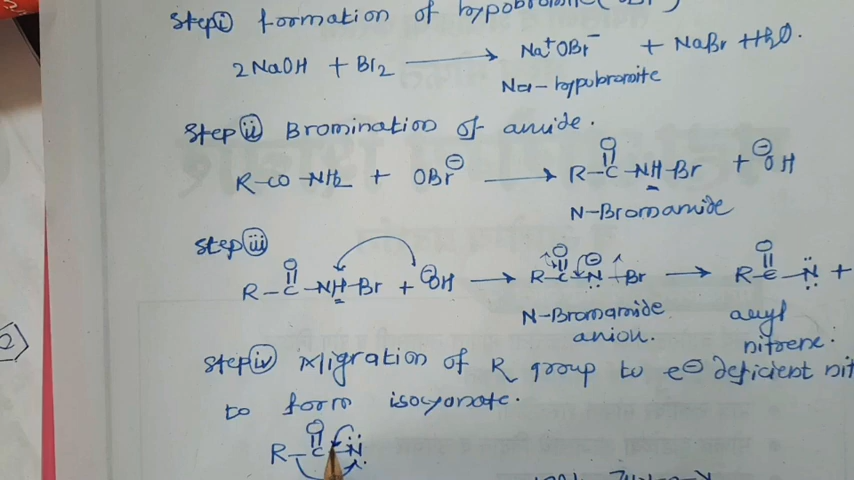 Step(i) Formation of hypobromite
2NaOH + Br2 → Na⁺OBr⁻ + NaBr + H2O.
Na-hypobromite
Step(ii) Bromination of amide.
R-CO-NH2 + OBr⊖ → R-C(=O)-NH-Br + ⊖OH
N-Bromamide
Step(iii)
R-C(=O)-NH-Br + ⊖OH → R-C(=O)-N⊖-Br → R-C(=O)-N̈ +
N-Bromamide anion.
acyl nitrene.
Step(iv) Migration of R group to e⊖ deficient nit
to form isocyanate.
R-C(=O)-N̈